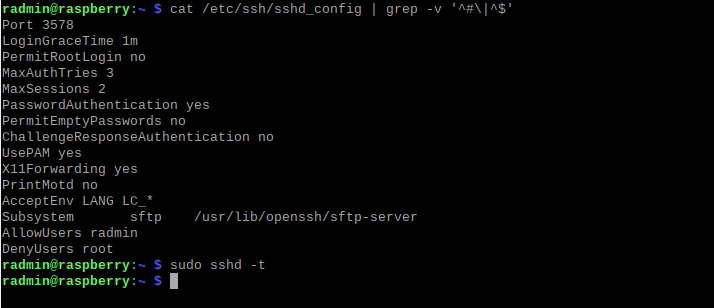 radmin@raspberry:~ $ cat /etc/ssh/sshd_config | grep -v '^#\|^$'
Port 3578
LoginGraceTime 1m
PermitRootLogin no
MaxAuthTries 3
MaxSessions 2
PasswordAuthentication yes
PermitEmptyPasswords no
ChallengeResponseAuthentication no
UsePAM yes
X11Forwarding yes
PrintMotd no
AcceptEnv LANG LC_*
Subsystem       sftp    /usr/lib/openssh/sftp-server
AllowUsers radmin
DenyUsers root
radmin@raspberry:~ $ sudo sshd -t
radmin@raspberry:~ $